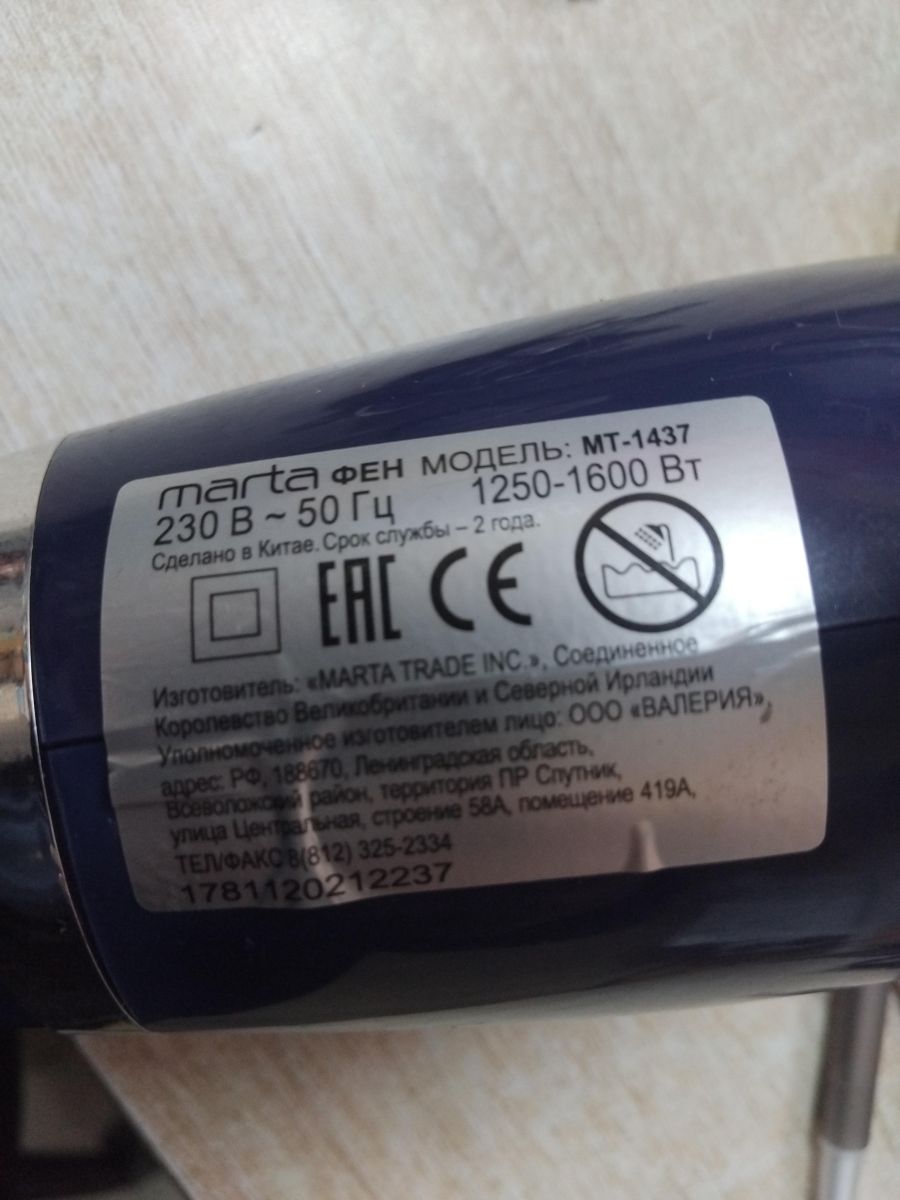 marta ФЕН МОДЕЛЬ: МТ-1437
230 В ~ 50 Гц 1250-1600 Вт
Сделано в Китае. Срок службы – 2 года.
EAC CE
Изготовитель: «MARTA TRADE INC.», Соединенное
Королевство Великобритании и Северной Ирландии
Уполномоченное изготовителем лицо: ООО «ВАЛЕРИЯ»,
адрес: РФ, 188670, Ленинградская область,
Всеволожский район, территория ПР Спутник,
улица Центральная, строение 58А, помещение 419А,
ТЕЛ/ФАКС 8(812) 325-2334
1781120212237